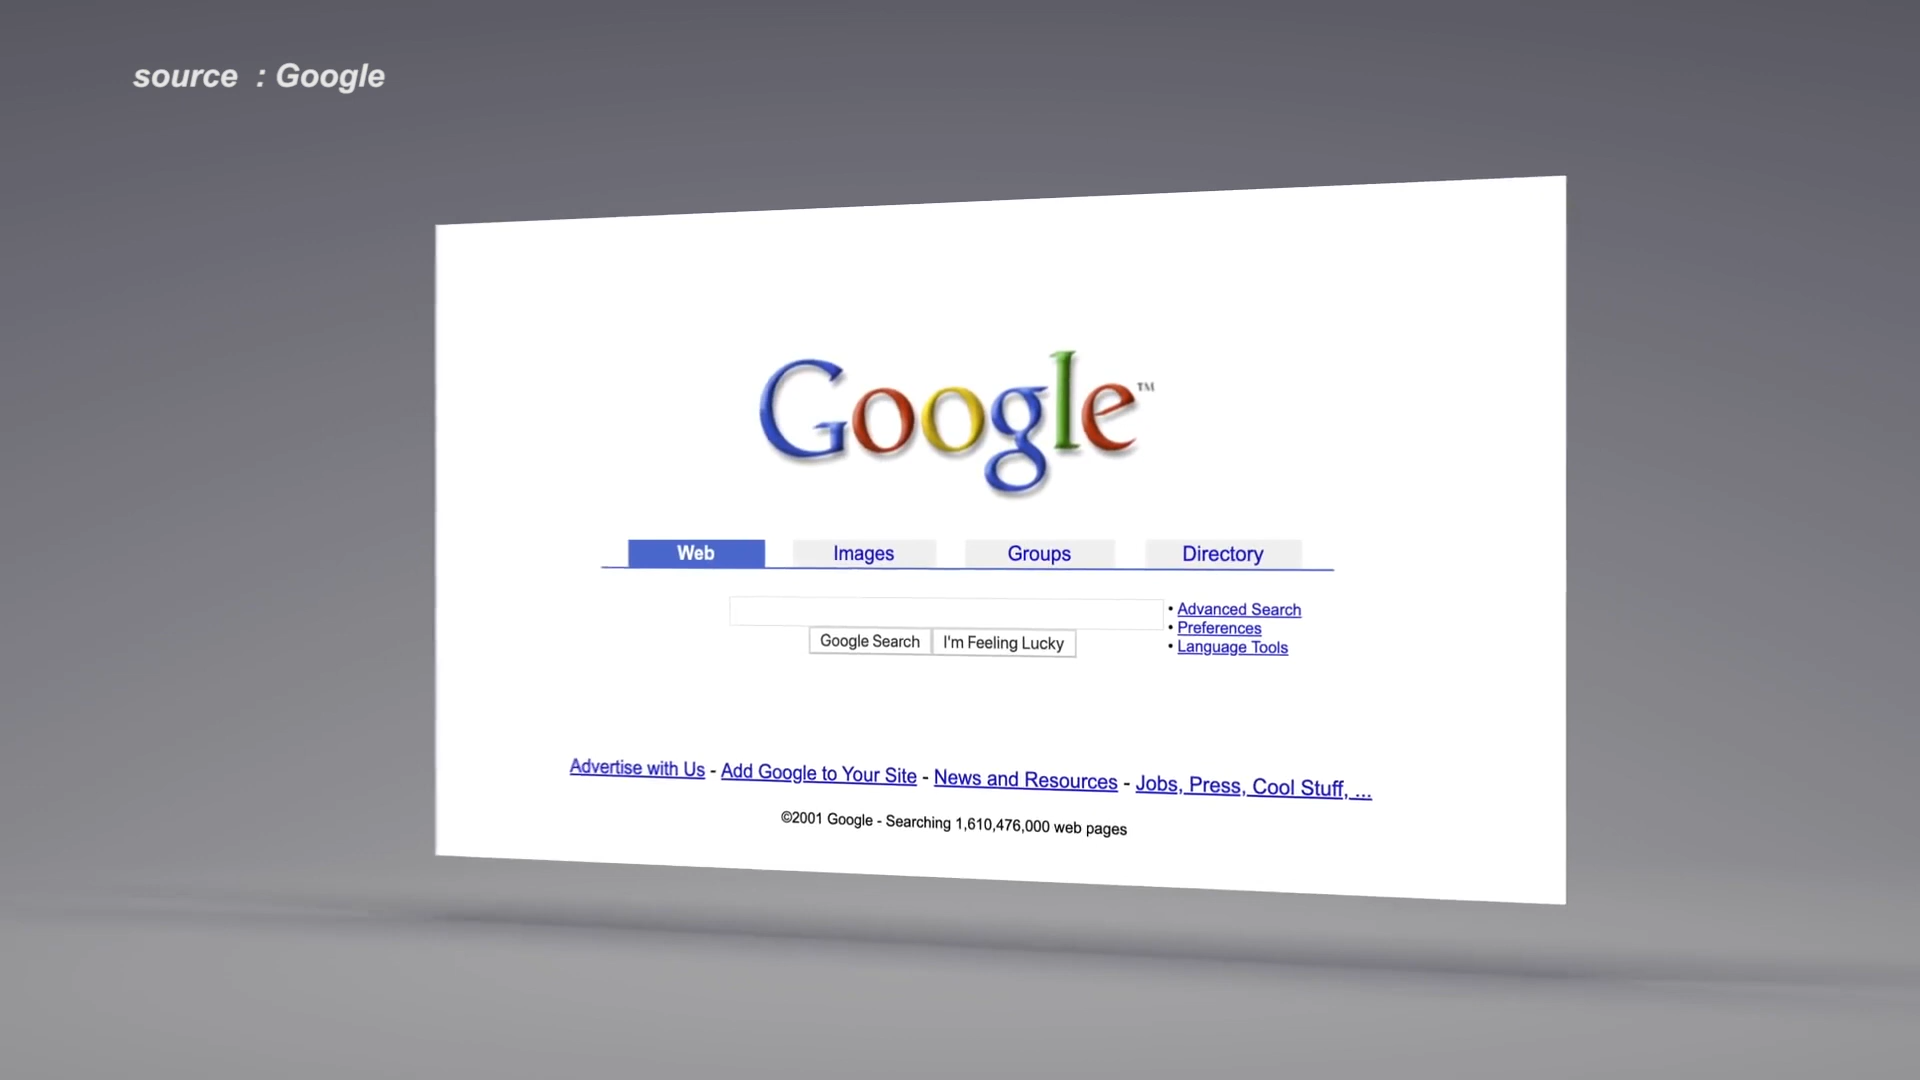 source : Google
Google™
Web Images Groups Directory
• Advanced Search
• Preferences
• Language Tools
Google Search I'm Feeling Lucky
Advertise with Us - Add Google to Your Site - News and Resources - Jobs, Press, Cool Stuff, ...
©2001 Google - Searching 1,610,476,000 web pages